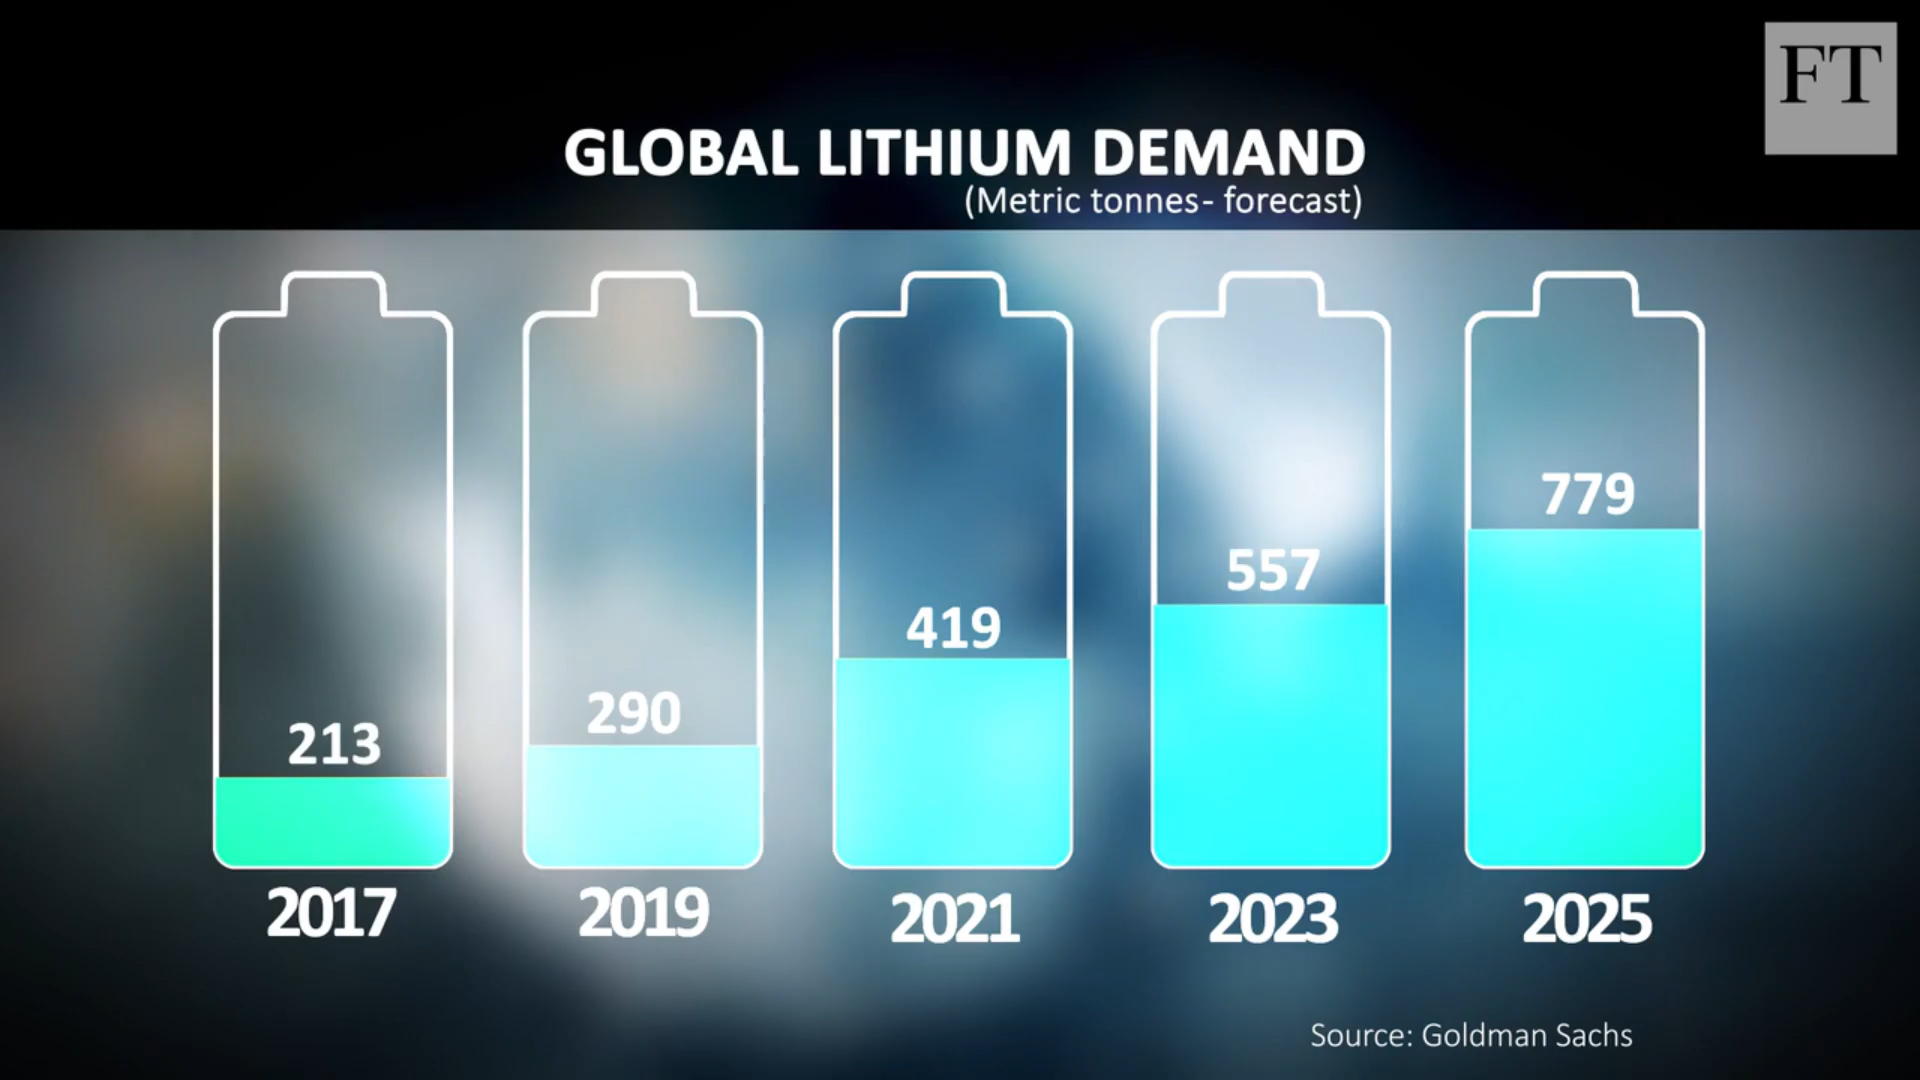 FT
GLOBAL LITHIUM DEMAND
(Metric tonnes- forecast)
213
290
419
557
779
2017
2019
2021
2023
2025
Source: Goldman Sachs